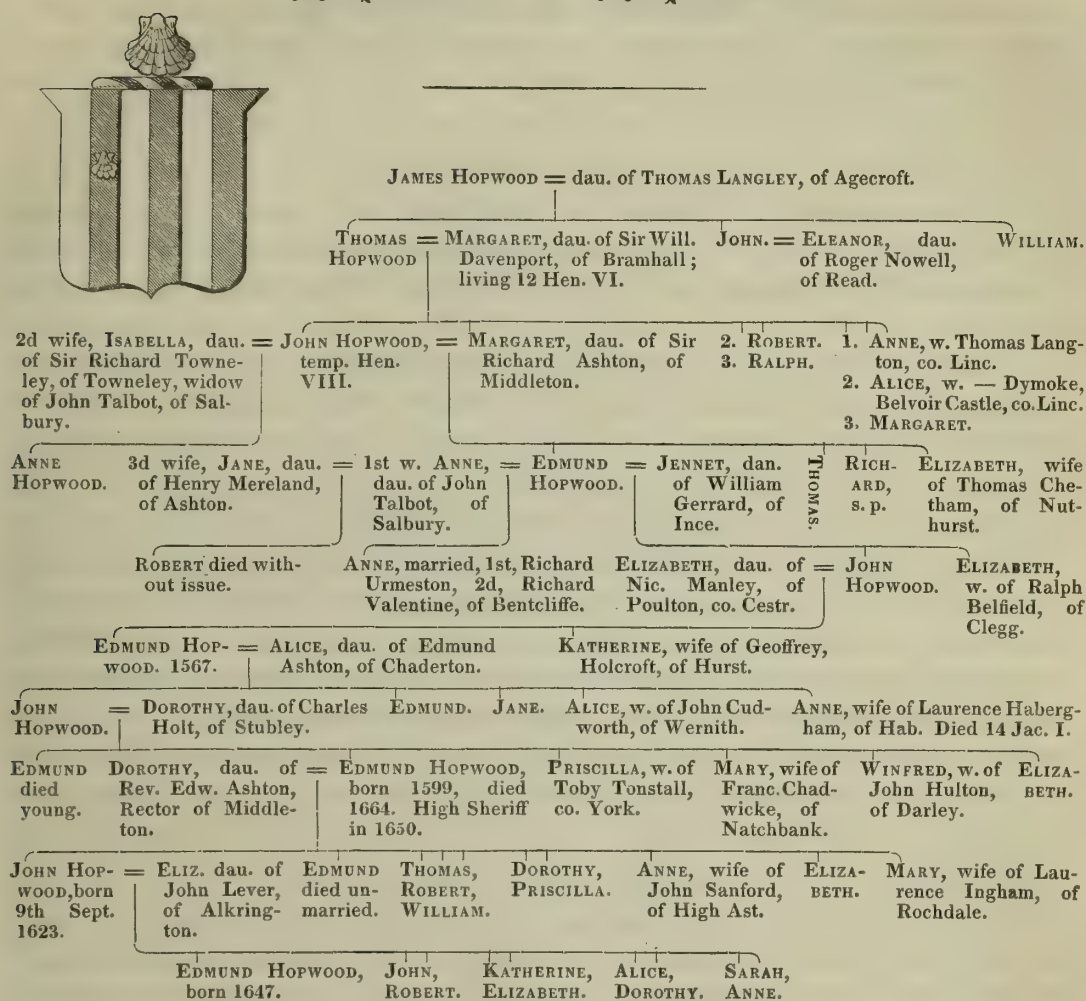 JAMES HOPWOOD = dau. of THOMAS LANGLEY, of Agecroft.
THOMAS HOPWOOD
= MARGARET, dau. of Sir Will.
Davenport, of Bramhall;
living 12 Hen. VI.
JOHN. = ELEANOR, dau.
of Roger Nowell,
of Read.
WILLIAM.
2d wife, ISABELLA, dau.
of Sir Richard Towne-
ley, of Towneley, widow
of John Talbot, of Sal-
bury.
= JOHN HOPWOOD,
temp. Hen.
VIII.
= MARGARET, dau. of Sir
Richard Ashton, of
Middleton.
2. ROBERT.
3. RALPH.
1. ANNE, w. Thomas Lang-
ton, co. Linc.
2. ALICE, w. — Dymoke,
Belvoir Castle, co. Linc.
3. MARGARET.
ANNE
HOPWOOD.
3d wife, JANE, dau.
of Henry Mereland,
of Ashton.
= 1st w. ANNE,
dau. of John
Talbot, of
Salbury.
= EDMUND
HOPWOOD.
= JENNET, dan.
of William
Gerrard, of
Ince.
THOMAS.
RICH-
ARD,
s. p.
ELIZABETH, wife
of Thomas Che-
tham, of Nut-
hurst.
ROBERT died with-
out issue.
ANNE, married, 1st, Richard
Urmeston, 2d, Richard
Valentine, of Bentcliffe.
ELIZABETH, dau. of
Nic. Manley, of
Poulton, co. Cestr.
= JOHN
HOPWOOD.
ELIZABETH,
w. of Ralph
Belfield, of
Clegg.
EDMUND HOP-
WOOD. 1567.
= ALICE, dau. of Edmund
Ashton, of Chaderton.
KATHERINE, wife of Geoffrey,
Holcroft, of Hurst.
JOHN
HOPWOOD.
= DOROTHY, dau. of Charles
Holt, of Stubley.
EDMUND.
JANE.
ALICE, w. of John Cud-
worth, of Wernith.
ANNE, wife of Laurence Haberg-
ham, of Hab. Died 14 Jac. I.
EDMUND
died
young.
DOROTHY, dau. of
Rev. Edw. Ashton,
Rector of Middle-
ton.
= EDMUND HOPWOOD,
born 1599, died
1664. High Sheriff
in 1650.
PRISCILLA, w. of
Toby Tonstall,
co. York.
MARY, wife of
Franc. Chad-
wicke, of
Natchbank.
WINFRED, w. of
John Hulton,
of Darley.
ELIZA-
BETH.
JOHN HOP-
WOOD, born
9th Sept.
1623.
= ELIZ. dau. of
John Lever,
of Alkring-
ton.
EDMUND
died un-
married.
THOMAS,
ROBERT,
WILLIAM.
DOROTHY,
PRISCILLA.
ANNE, wife of
John Sanford,
of High Ast.
ELIZA-
BETH.
MARY, wife of Lau-
rence Ingham, of
Rochdale.
EDMUND HOPWOOD,
born 1647.
JOHN,
ROBERT.
KATHERINE,
ELIZABETH.
ALICE,
DOROTHY.
SARAH,
ANNE.